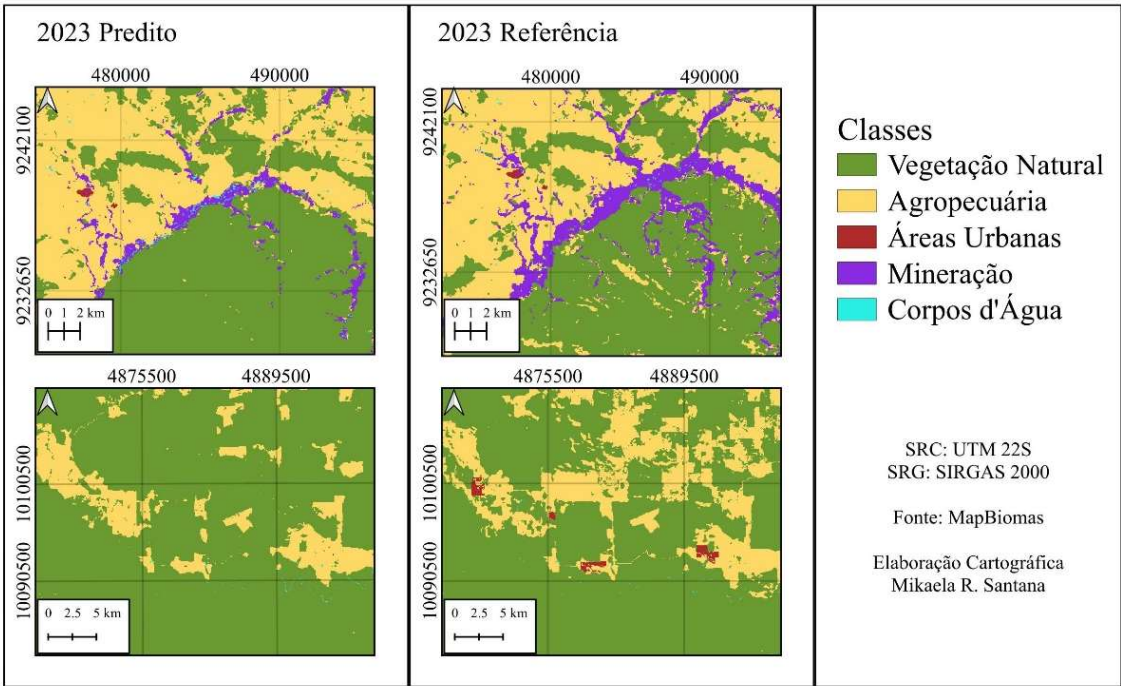 2023 Predito
480000 490000
9242100
9232650
0 1 2 km
4875500 4889500
10100500
10090500
0 2.5 5 km
2023 Referência
480000 490000
9242100
9232650
0 1 2 km
4875500 4889500
10100500
10090500
0 2.5 5 km
Classes
Vegetação Natural
Agropecuária
Áreas Urbanas
Mineração
Corpos d'Água
SRC: UTM 22S
SRG: SIRGAS 2000
Fonte: MapBiomas
Elaboração Cartográfica
Mikaela R. Santana